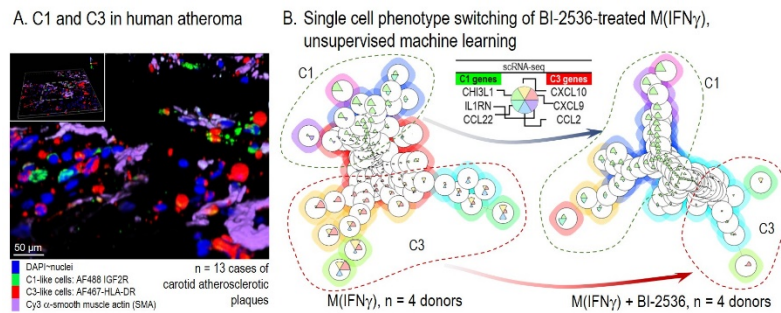 A. C1 and C3 in human atheroma
50 µm
DAPI~nuclei
C1-like cells: AF488 IGF2R
C3-like cells: AF467-HLA-DR
Cy3 α-smooth muscle actin (SMA)
n = 13 cases of
carotid atherosclerotic
plaques
B. Single cell phenotype switching of BI-2536-treated M(IFNγ),
unsupervised machine learning
C1
scRNA-seq
C1 genes
C3 genes
CHI3L1
CXCL10
IL1RN
CXCL9
CCL22
CCL2
C3
M(IFNγ), n = 4 donors
C1
C3
M(IFNγ) + BI-2536, n = 4 donors